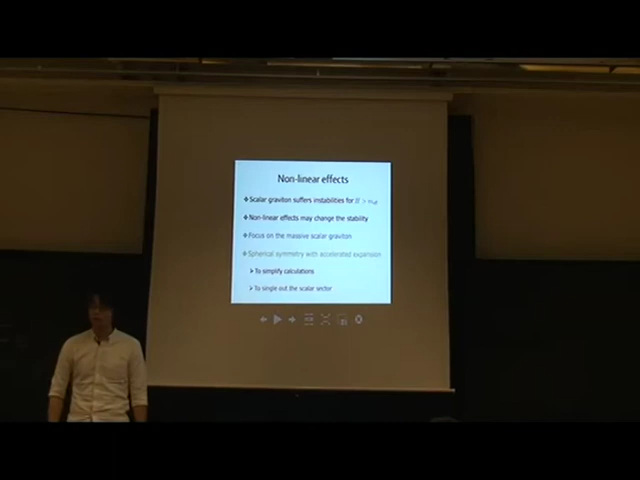 Non-linear effects
❖Scalar graviton suffers instabilities for H >
❖Non-linear effects may change the stability
❖Focus on the massive scalar graviton
❖Spherical symmetry with accelerated expansion
➢To simplify calculations
➢To single out the scalar sector